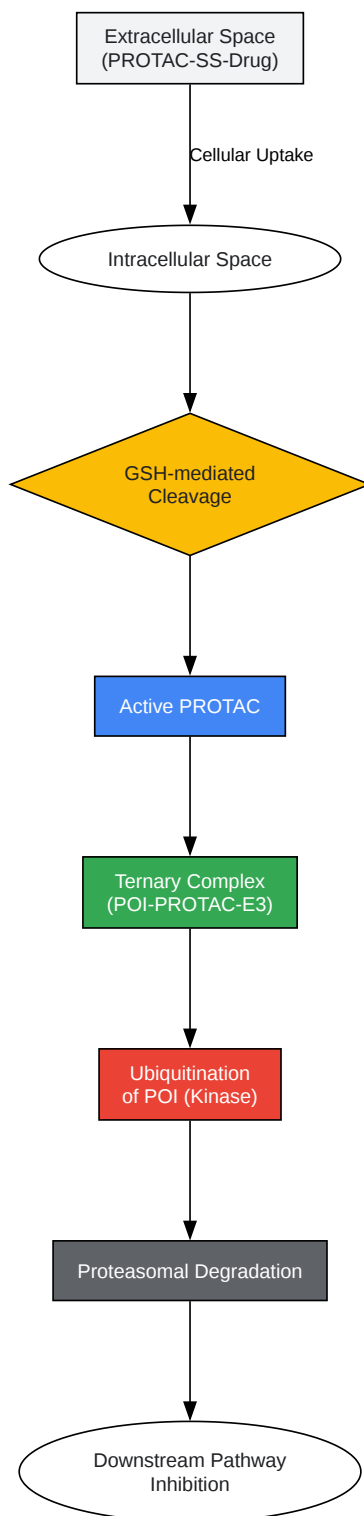 Extracellular Space
(PROTAC-SS-Drug)
Cellular Uptake
Intracellular Space
GSH-mediated
Cleavage
Active PROTAC
Ternary Complex
(POI-PROTAC-E3)
Ubiquitination
of POI (Kinase)
Proteasomal Degradation
Downstream Pathway
Inhibition